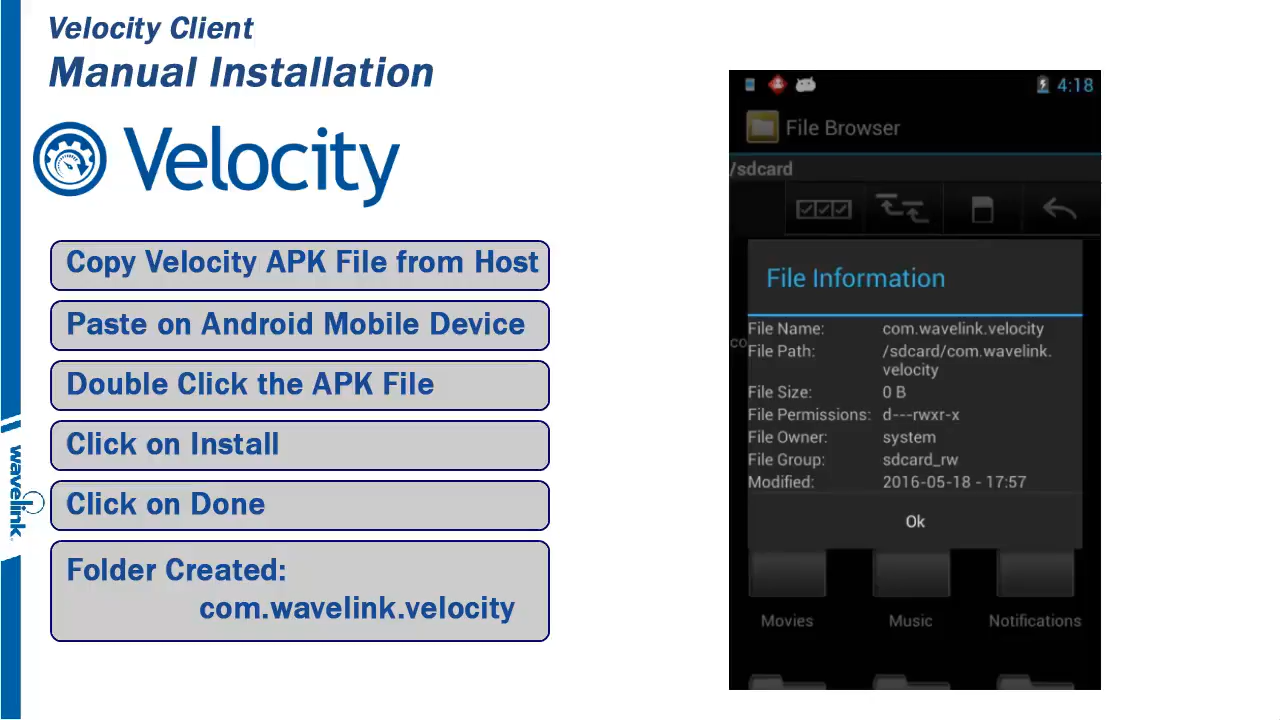 Velocity Client
Manual Installation
Velocity
Copy Velocity APK File from Host
Paste on Android Mobile Device
Double Click the APK File
Click on Install
Click on Done
Folder Created:
com.wavelink.velocity
wavelink
4:18
File Browser
/sdcard
co
File Information
File Name: com.wavelink.velocity
File Path: /sdcard/com.wavelink.
velocity
File Size: 0 B
File Permissions: d---rwxr-x
File Owner: system
File Group: sdcard_rw
Modified: 2016-05-18 - 17:57
Ok
Movies Music Notifications